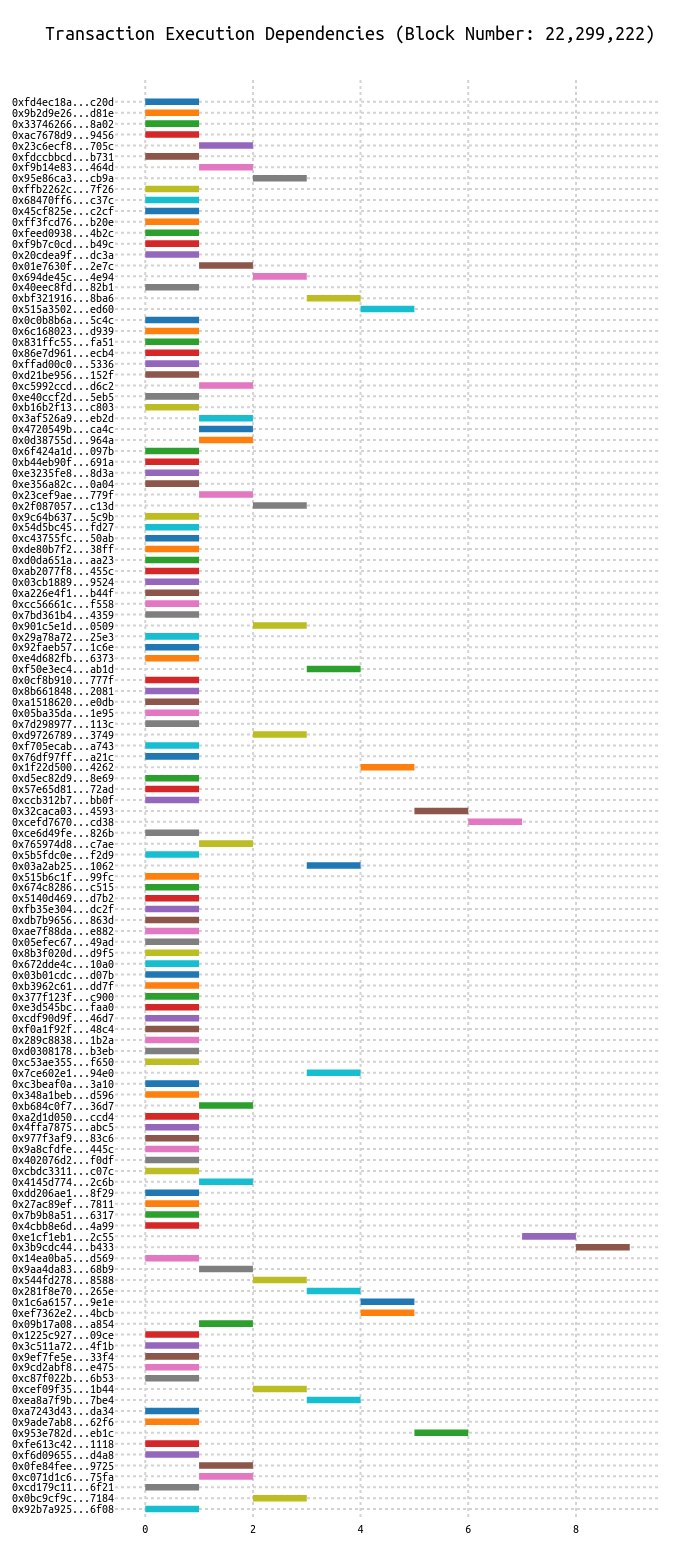 Transaction Execution Dependencies (Block Number: 22,299,222)
0xfd4ec18a...c20d
0x9b2d9e26...d81e
0x33746266...8a02
0xac7678d9...9456
0x23c6ecf8...705c
0xfdccbbcd...b731
0xf9b14e83...464d
0x95e86ca3...cb9a
0xffb2262c...7f26
0x68470ff6...c37c
0x45cf825e...c2cf
0xff3fcd76...b20e
0xfeed0938...4b2c
0xf9b7c0cd...b49c
0x20cdea9f...dc3a
0x01e7630f...2e7c
0x694de45c...4e94
0x40eec8fd...82b1
0xbf321916...8ba6
0x515a3502...ed60
0x0c0b8b6a...5c4c
0x6c168023...d939
0x831ffc55...fa51
0x86e7d961...ecb4
0xffad00c0...5336
0xd21be956...152f
0xc5992ccd...d6c2
0xe40ccf2d...5eb5
0xb16b2f13...c803
0x3af526a9...eb2d
0x4720549b...ca4c
0x0d38755d...964a
0x6f424a1d...097b
0xb44eb90f...691a
0xe3235fe8...8d3a
0xe356a82c...0a04
0x23cef9ae...779f
0x2f087057...c13d
0x9c64b637...5c9b
0x54d5bc45...fd27
0xc43755fc...50ab
0xde80b7f2...38ff
0xd0da651a...aa23
0xab2077f8...455c
0x03cb1889...9524
0xa226e4f1...b44f
0xcc56661c...f558
0x7bd361b4...4359
0x901c5e1d...0509
0x29a78a72...25e3
0x92faeb57...1c6e
0xe4d682fb...6373
0xf50e3ec4...ab1d
0x0cf8b910...777f
0x8b661848...2081
0xa1518620...e0db
0x05ba35da...1e95
0x7d298977...113c
0xd9726789...3749
0xf705ecab...a743
0x76df97ff...a21c
0x1f22d500...4262
0xd5ec82d9...8e69
0x57e65d81...72ad
0xccb312b7...bb0f
0x32caca03...4593
0xcefd7670...cd38
0xce6d49fe...826b
0x765974d8...c7ae
0x5b5fdc0e...f2d9
0x03a2ab25...1062
0x515b6c1f...99fc
0x674c8286...c515
0x5140d469...d7b2
0xfb35e304...dc2f
0xdb7b9656...863d
0xae7f88da...e882
0x05efec67...49ad
0x8b3f020d...d9f5
0x672dde4c...10a0
0x03b01cdc...d07b
0xb3962c61...dd7f
0x377f123f...c900
0xe3d545bc...faa0
0xcdf90d9f...46d7
0xf0a1f92f...48c4
0x289c8838...1b2a
0xd0308178...b3eb
0xc53ae355...f650
0x7ce602e1...94e0
0xc3beaf0a...3a10
0x348a1beb...d596
0xb684c0f7...36d7
0xa2d1d050...ccd4
0x4ffa7875...abc5
0x977f3af9...83c6
0x9a8cfdfe...445c
0x402076d2...f0df
0xcbdc3311...c07c
0x4145d774...2c6b
0xdd206ae1...8f29
0x27ac89ef...7811
0x7b9b8a51...6317
0x4cbb8e6d...4a99
0xe1cf1eb1...2c55
0x3b9cdc44...b433
0x14ea0ba5...d569
0x9aa4da83...68b9
0x544fd278...8588
0x281f8e70...265e
0x1c6a6157...9e1e
0xef7362e2...4bcb
0x09b17a08...a854
0x1225c927...09ce
0x3c511a72...4f1b
0x9ef7fe5e...33f4
0x9cd2abf8...e475
0xc87f022b...6b53
0xcef09f35...1b44
0xea8a7f9b...7be4
0xa7243d43...da34
0x9ade7ab8...62f6
0x953e782d...eb1c
0xfe613c42...1118
0xf6d09655...d4a8
0x0fe84fee...9725
0xc071d1c6...75fa
0xcd179c11...6f21
0x0bc9cf9c...7184
0x92b7a925...6f08
0 2 4 6 8